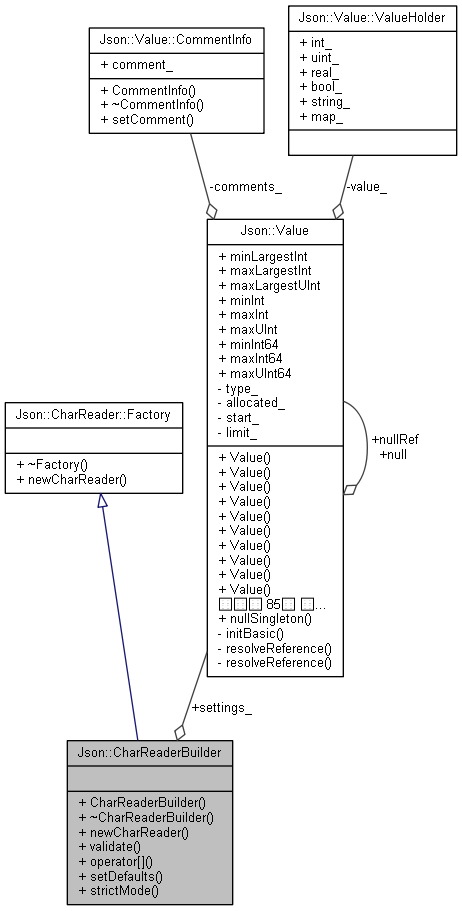 Json::Value::ValueHolder
+ int_
+ uint_
+ real_
+ bool_
+ string_
+ map_
Json::Value::CommentInfo
+ comment_
+ CommentInfo()
+ ~CommentInfo()
+ setComment()
-comments_
-value_
Json::Value
+ minLargestInt
+ maxLargestInt
+ maxLargestUInt
+ minInt
+ maxInt
+ maxUInt
+ minInt64
+ maxInt64
+ maxUInt64
- type_
- allocated_
- start_
- limit_
+ Value()
+ Value()
+ Value()
+ Value()
+ Value()
+ Value()
+ Value()
+ Value()
+ Value()
+ Value()
85 ...
+ nullSingleton()
- initBasic()
- resolveReference()
- resolveReference()
+nullRef
+null
Json::CharReader::Factory
+ ~Factory()
+ newCharReader()
+settings_
Json::CharReaderBuilder
+ CharReaderBuilder()
+ ~CharReaderBuilder()
+ newCharReader()
+ validate()
+ operator[]()
+ setDefaults()
+ strictMode()